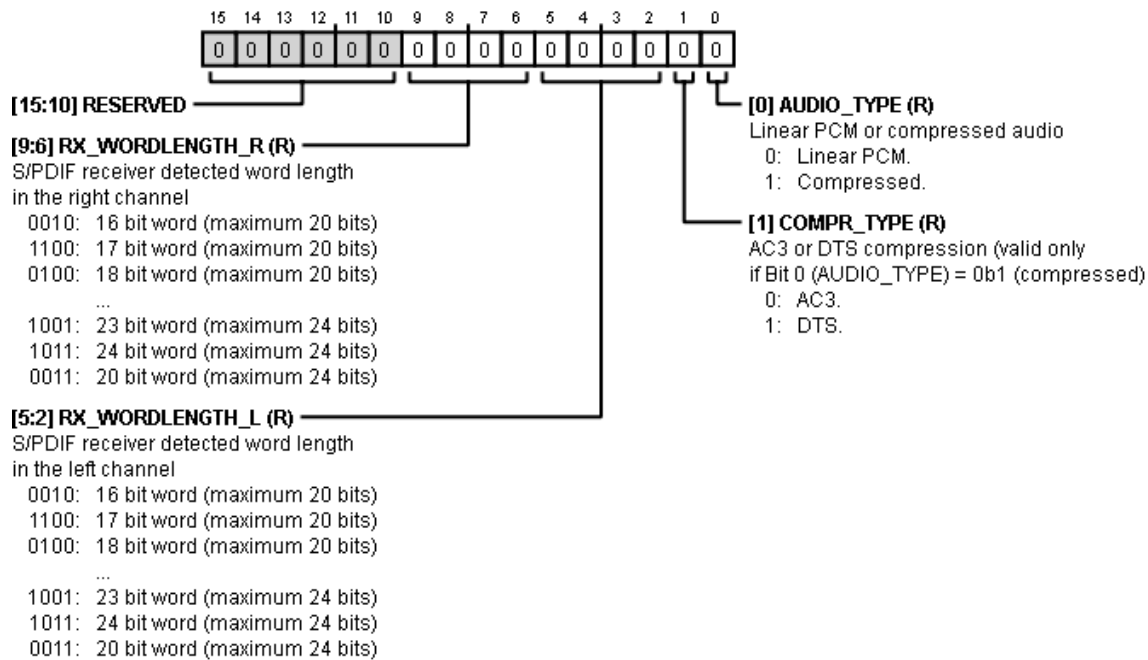 15 14 13 12 11 10 9 8 7 6 5 4 3 2 1 0
0 0 0 0 0 0 0 0 0 0 0 0 0 0 0 0
[15:10] RESERVED
[9:6] RX_WORDLENGTH_R (R)
S/PDIF receiver detected word length
in the right channel
0010: 16 bit word (maximum 20 bits)
1100: 17 bit word (maximum 20 bits)
0100: 18 bit word (maximum 20 bits)
...
1001: 23 bit word (maximum 24 bits)
1011: 24 bit word (maximum 24 bits)
0011: 20 bit word (maximum 24 bits)
[5:2] RX_WORDLENGTH_L (R)
S/PDIF receiver detected word length
in the left channel
0010: 16 bit word (maximum 20 bits)
1100: 17 bit word (maximum 20 bits)
0100: 18 bit word (maximum 20 bits)
...
1001: 23 bit word (maximum 24 bits)
1011: 24 bit word (maximum 24 bits)
0011: 20 bit word (maximum 24 bits)
[0] AUDIO_TYPE (R)
Linear PCM or compressed audio
0: Linear PCM.
1: Compressed.
[1] COMPR_TYPE (R)
AC3 or DTS compression (valid only
if Bit 0 (AUDIO_TYPE) = 0b1 (compressed)
0: AC3.
1: DTS.